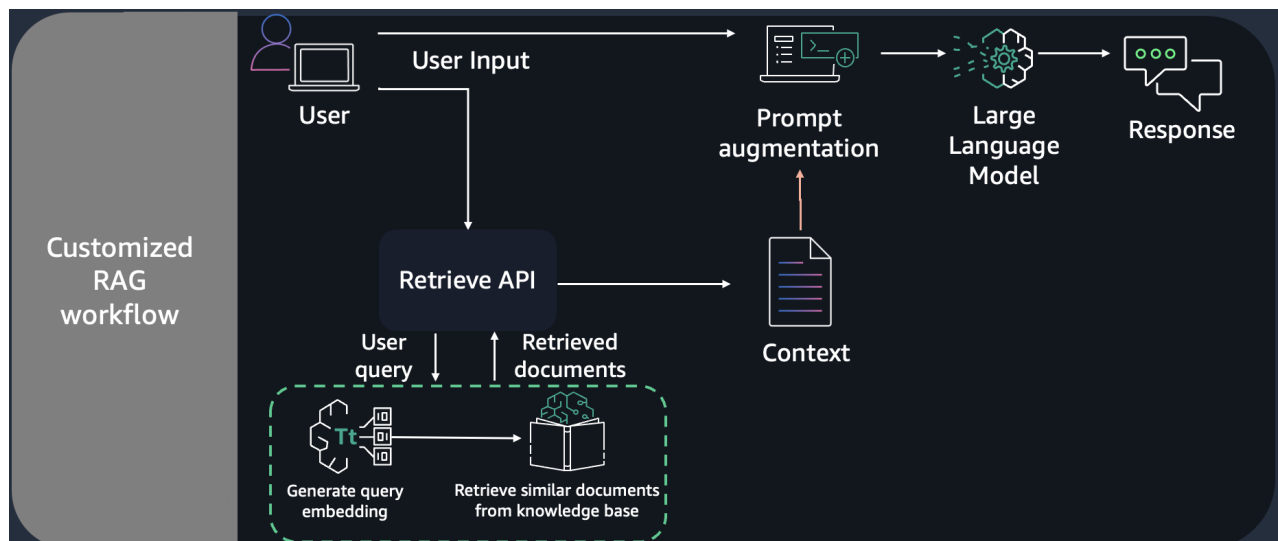 Customized
RAG
workflow
User
User Input
Prompt
augmentation
Large
Language
Model
Response
Retrieve API
User
query
Retrieved
documents
Context
Tt
Generate query
embedding
Retrieve similar documents
from knowledge base